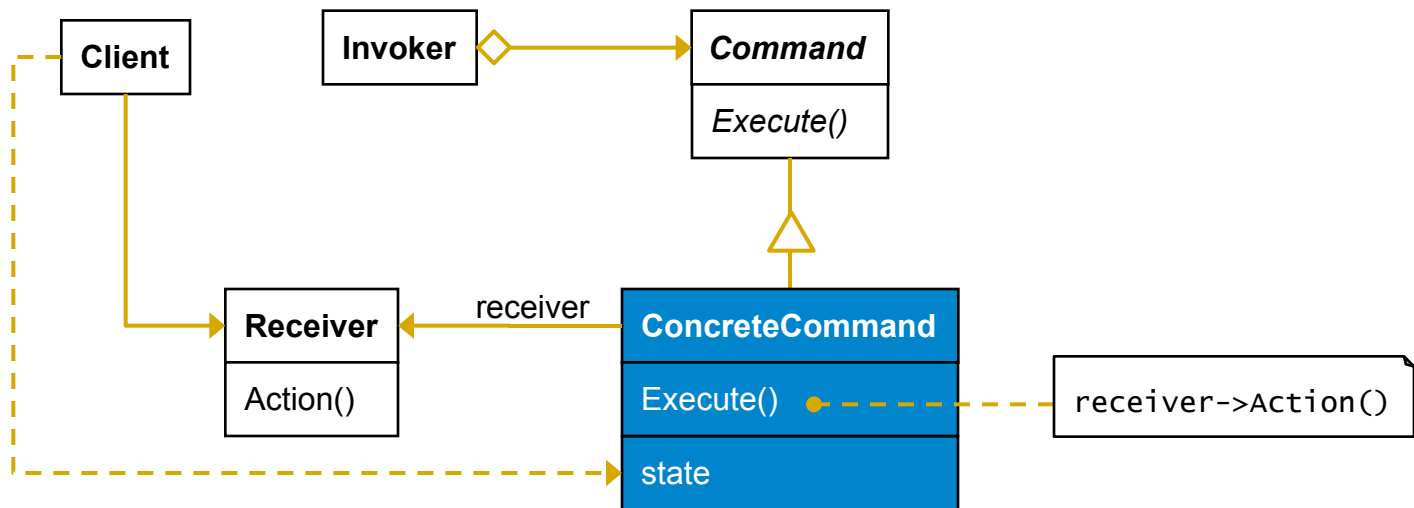 Client
Invoker
Command
Execute()
Receiver
receiver
ConcreteCommand
Action()
Execute()
receiver->Action()
state